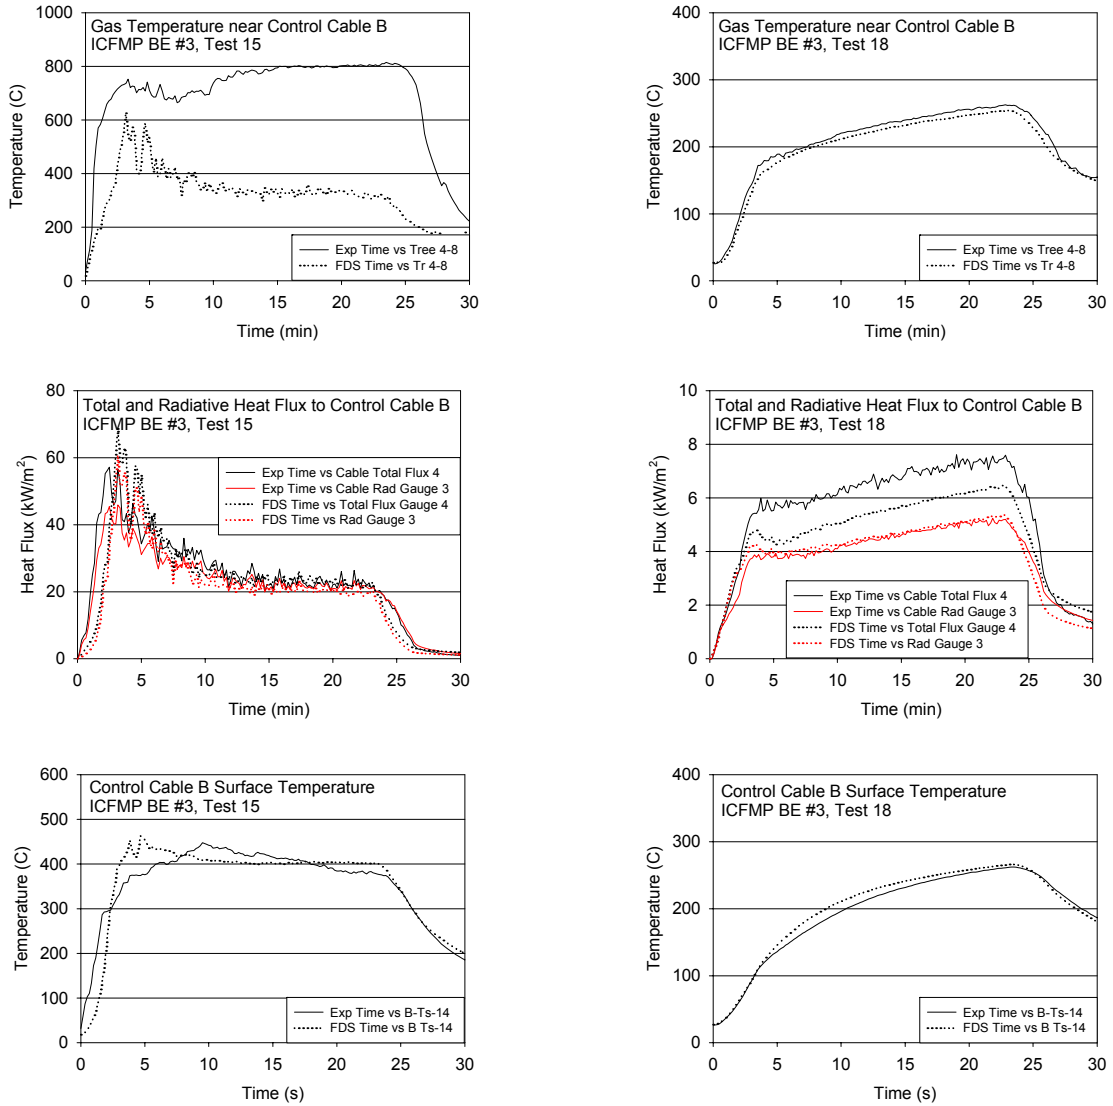 Gas Temperature near Control Cable B
ICFMP BE #3, Test 15
Temperature (C)
1000
800
600
400
200
0
Exp Time vs Tree 4-8
FDS Time vs Tr 4-8
0 5 10 15 20 25 30
Time (min)
Gas Temperature near Control Cable B
ICFMP BE #3, Test 18
Temperature (C)
400
300
200
100
0
Exp Time vs Tree 4-8
FDS Time vs Tr 4-8
0 5 10 15 20 25 30
Time (min)
Total and Radiative Heat Flux to Control Cable B
ICFMP BE #3, Test 15
Heat Flux (kW/m²)
80
60
40
20
0
Exp Time vs Cable Total Flux 4
Exp Time vs Cable Rad Gauge 3
FDS Time vs Total Flux Gauge 4
FDS Time vs Rad Gauge 3
0 5 10 15 20 25 30
Time (min)
Total and Radiative Heat Flux to Control Cable B
ICFMP BE #3, Test 18
Heat Flux (kW/m²)
10
8
6
4
2
0
Exp Time vs Cable Total Flux 4
Exp Time vs Cable Rad Gauge 3
FDS Time vs Total Flux Gauge 4
FDS Time vs Rad Gauge 3
0 5 10 15 20 25 30
Time (min)
Control Cable B Surface Temperature
ICFMP BE #3, Test 15
Temperature (C)
600
500
400
300
200
100
0
Exp Time vs B-Ts-14
FDS Time vs B Ts-14
0 5 10 15 20 25 30
Time (s)
Control Cable B Surface Temperature
ICFMP BE #3, Test 18
Temperature (C)
400
300
200
100
0
Exp Time vs B-Ts-14
FDS Time vs B Ts-14
0 5 10 15 20 25 30
Time (s)